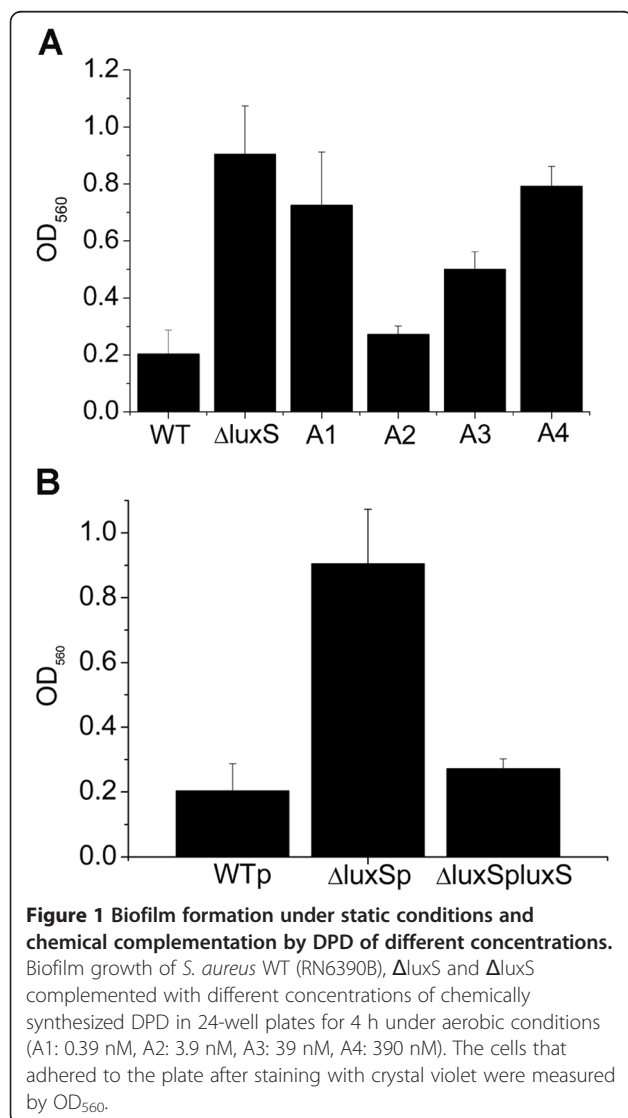 A
1.2
1.0
0.8
0.6
0.4
0.2
0.0
OD560
WT ΔluxS A1 A2 A3 A4
B
1.0
0.8
0.6
0.4
0.2
0.0
OD560
WTp ΔluxSp ΔluxSpluxS
Figure 1 Biofilm formation under static conditions and
chemical complementation by DPD of different concentrations.
Biofilm growth of S. aureus WT (RN6390B), ΔluxS and ΔluxS
complemented with different concentrations of chemically
synthesized DPD in 24-well plates for 4 h under aerobic conditions
(A1: 0.39 nM, A2: 3.9 nM, A3: 39 nM, A4: 390 nM). The cells that
adhered to the plate after staining with crystal violet were measured
by OD560.